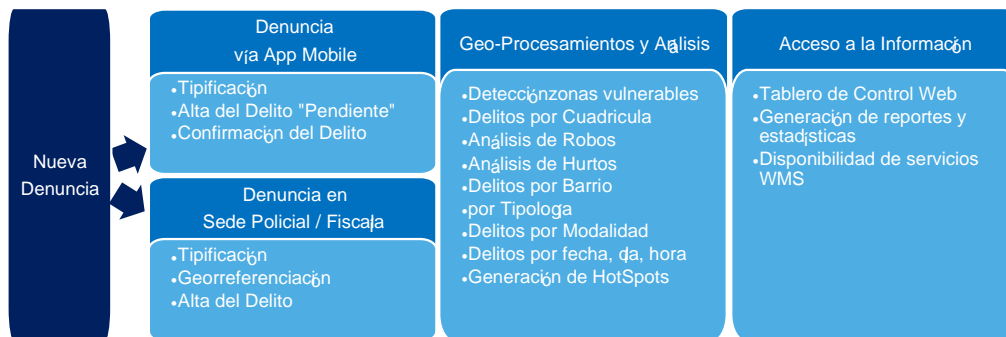 Nueva
Denuncia
Denuncia
vía App Mobile
•Tipificación
•Alta del Delito "Pendiente"
•Confirmación del Delito
Denuncia en
Sede Policial / Fiscalía
•Tipificación
•Georreferenciación
•Alta del Delito
Geo-Procesamientos y Análisis
•Detecciónzonas vulnerables
•Delitos por Cuadricula
•Análisis de Robos
•Análisis de Hurtos
•Delitos por Barrio
•por Tipología
•Delitos por Modalidad
•Delitos por fecha, día, hora
•Generación de HotSpots
Acceso a la Información
•Tablero de Control Web
•Generación de reportes y
estadísticas
•Disponibilidad de servicios
WMS